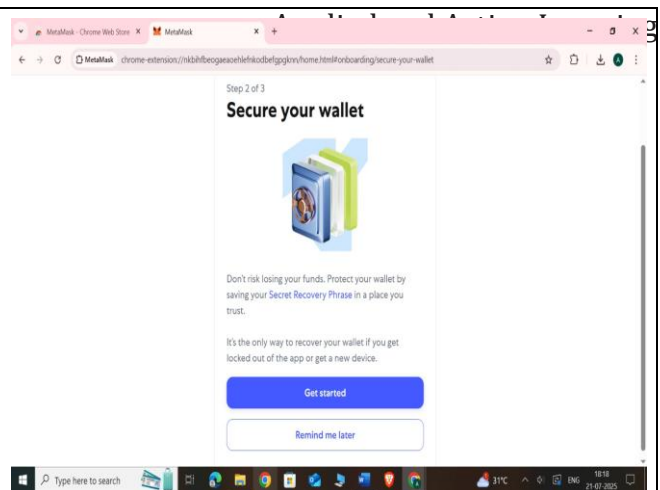 MetaMask - Chrome Web Store
MetaMask
MetaMask chrome-extension://nkbihfbeogaeaoehlefnkodbefgpgknn/home.html#onboarding/secure-your-wallet
Step 2 of 3
Secure your wallet
Don't risk losing your funds. Protect your wallet by
saving your Secret Recovery Phrase in a place you
trust.
It's the only way to recover your wallet if you get
locked out of the app or get a new device.
Get started
Remind me later
Type here to search
31°C
ENG
18:18
21-07-2025